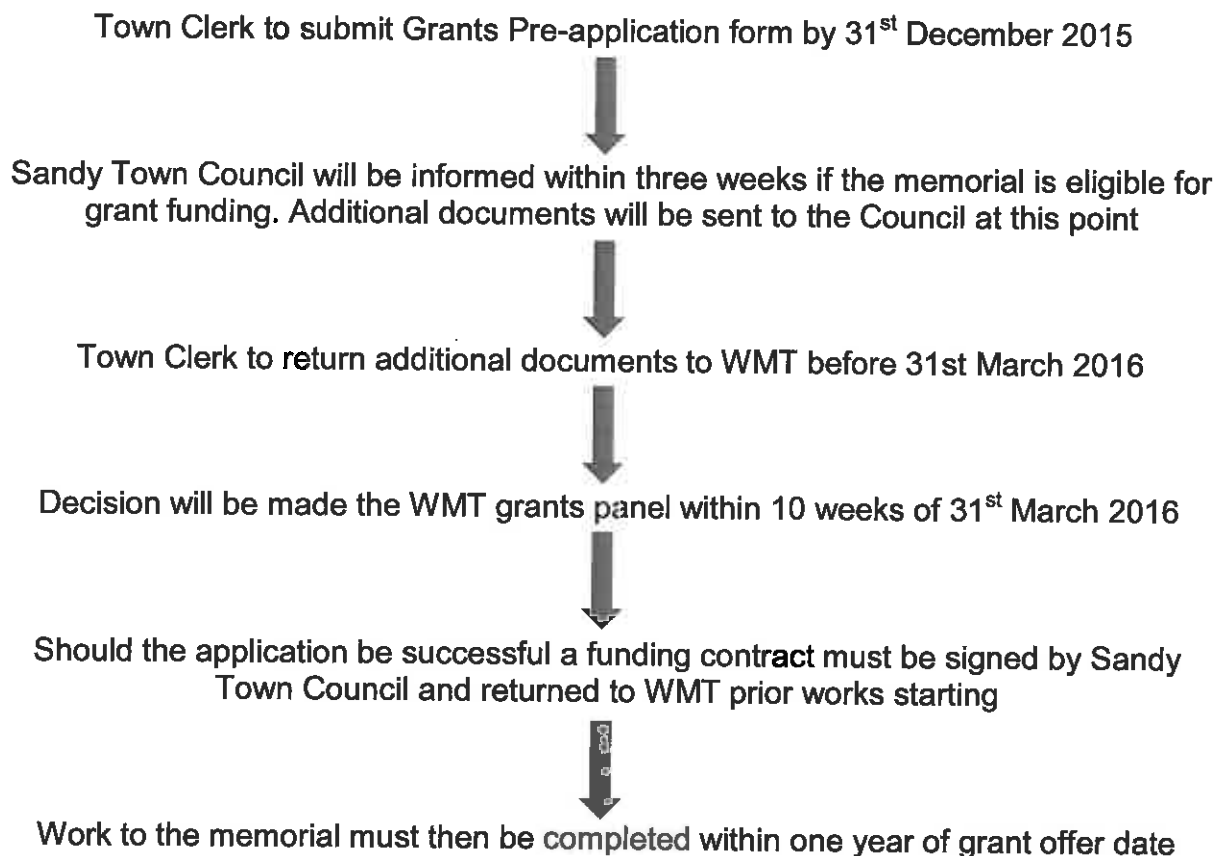 Town Clerk to submit Grants Pre-application form by 31st December 2015
Sandy Town Council will be informed within three weeks if the memorial is eligible for
grant funding. Additional documents will be sent to the Council at this point
Town Clerk to return additional documents to WMT before 31st March 2016
Decision will be made the WMT grants panel within 10 weeks of 31st March 2016
Should the application be successful a funding contract must be signed by Sandy
Town Council and returned to WMT prior works starting
Work to the memorial must then be completed within one year of grant offer date